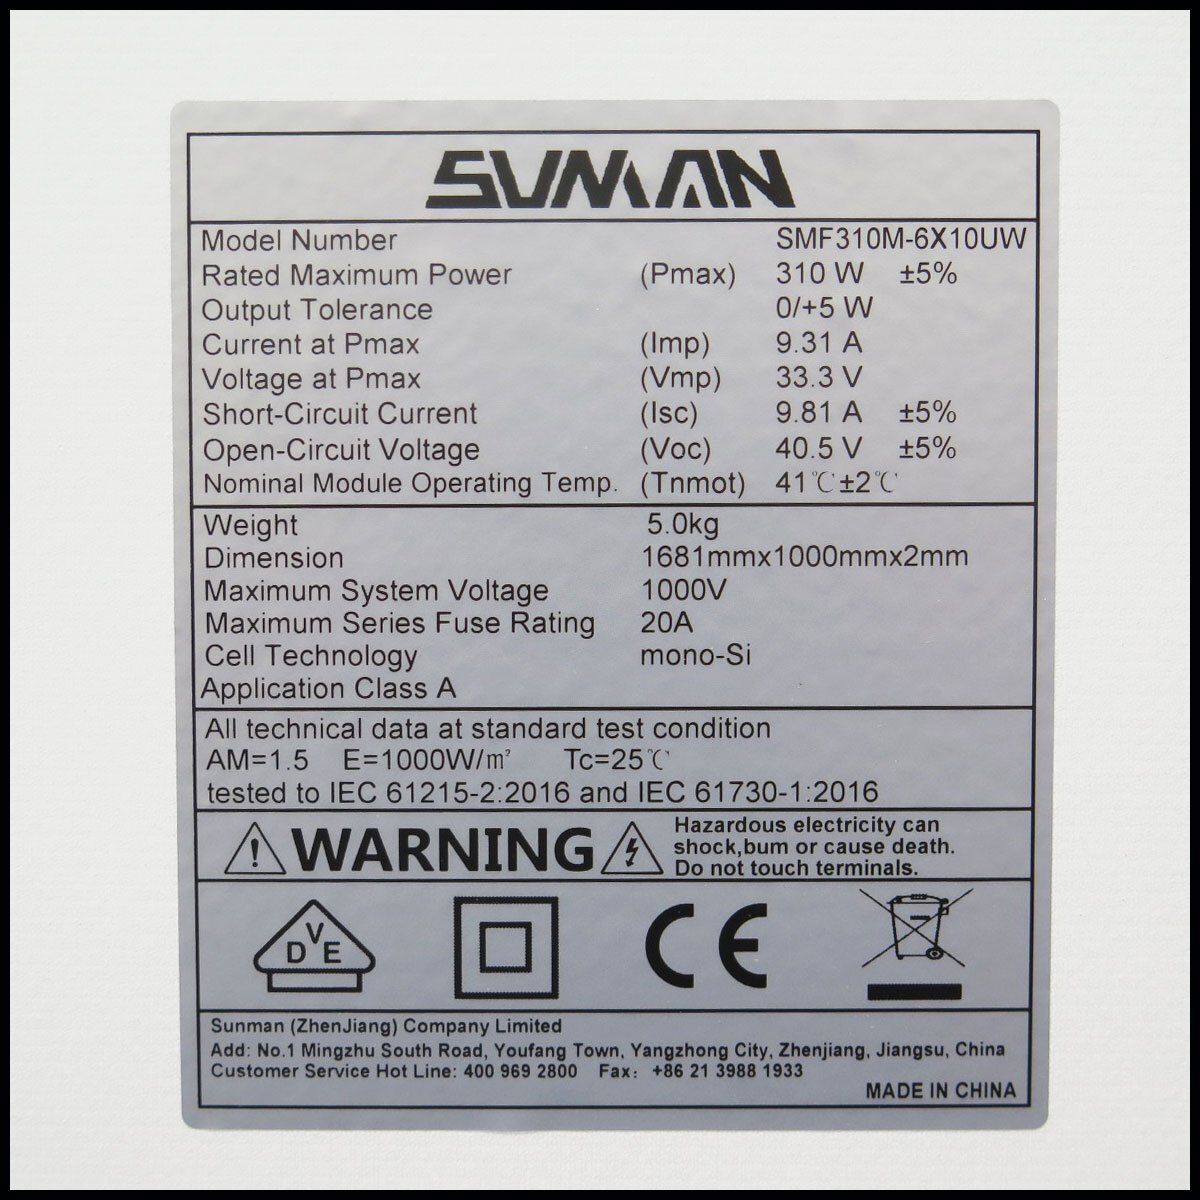 SUNMAN
Model Number SMF310M-6X10UW
Rated Maximum Power (Pmax) 310 W ±5%
Output Tolerance 0/+5 W
Current at Pmax (Imp) 9.31 A
Voltage at Pmax (Vmp) 33.3 V
Short-Circuit Current (Isc) 9.81 A ±5%
Open-Circuit Voltage (Voc) 40.5 V ±5%
Nominal Module Operating Temp. (Tnmot) 41℃±2℃
Weight 5.0kg
Dimension 1681mmx1000mmx2mm
Maximum System Voltage 1000V
Maximum Series Fuse Rating 20A
Cell Technology mono-Si
Application Class A
All technical data at standard test condition
AM=1.5 E=1000W/m² Tc=25℃
tested to IEC 61215-2:2016 and IEC 61730-1:2016
WARNING
Hazardous electricity can
shock,bum or cause death.
Do not touch terminals.
DVE CE
Sunman (ZhenJiang) Company Limited
Add: No.1 Mingzhu South Road, Youfang Town, Yangzhong City, Zhenjiang, Jiangsu, China
Customer Service Hot Line: 400 969 2800 Fax: +86 21 3988 1933
MADE IN CHINA